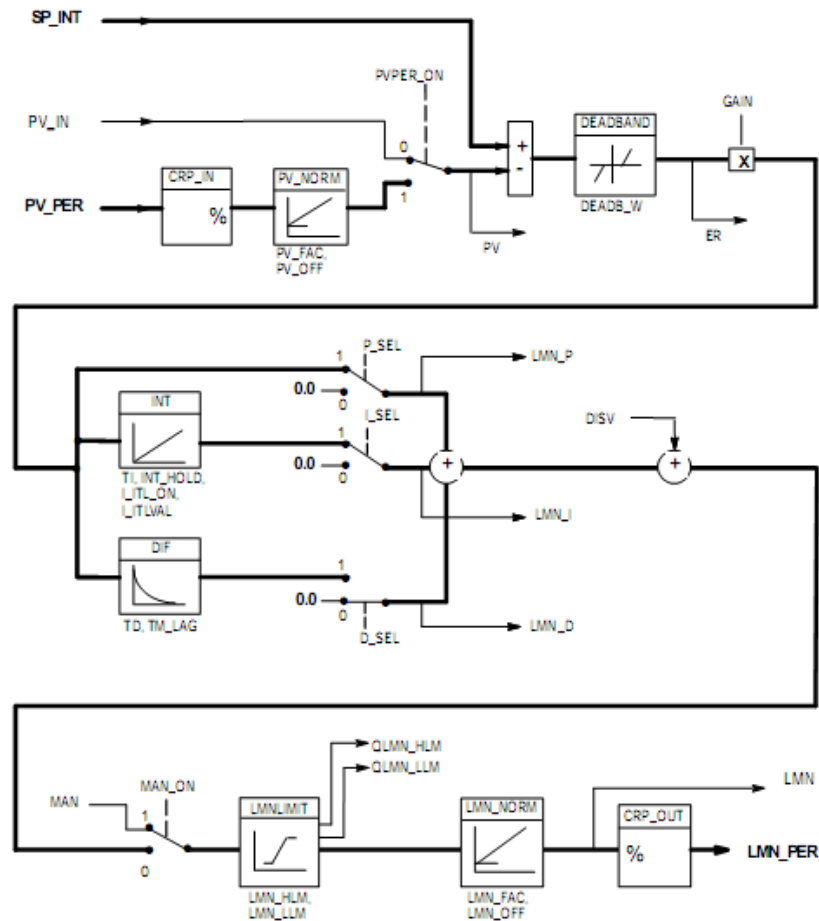 SP_INT
PVPER_ON
GAIN
PV_IN
DEADBAND
0
+
-
X
CRP_IN
PV_NORM
PV_PER
%
1
DEADB_W
PV_FAC,
PV_OFF
PV
ER
P_SEL
1
LMN_P
0.0
INT
0
I_SEL
DISV
1
+
+
0.0
0
TI, INT_HOLD,
I_ITL_ON,
I_ITLVAL
LMN_I
DIF
1
0.0
0
TD, TM_LAG
D_SEL
LMN_D
QLMN_HLM
QLMN_LLM
MAN_ON
MAN
LMNLIMIT
LMN_NORM
LMN
1
CRP_OUT
%
LMN_PER
0
LMN_HLM,
LMN_LLM
LMN_FAC,
LMN_OFF